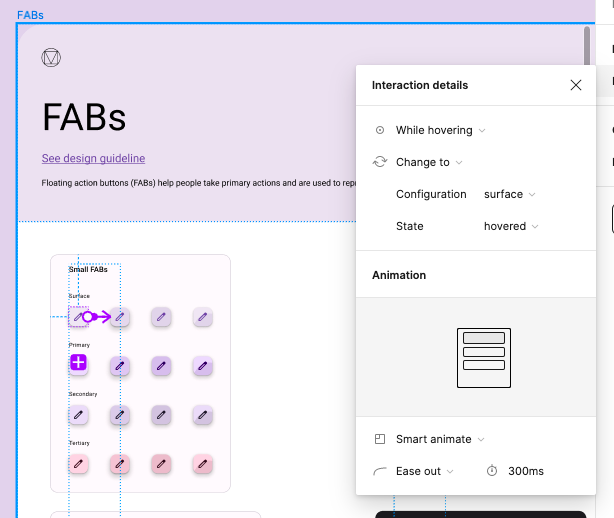 FABs
FABs
See design guideline
Floating action buttons (FABs) help people take primary actions and are used to
Small FABs
Surface
Primary
Secondary
Tertiary
Interaction details
While hovering
Change to
Configuration surface
State hovered
Animation
Smart animate
Ease out 300ms